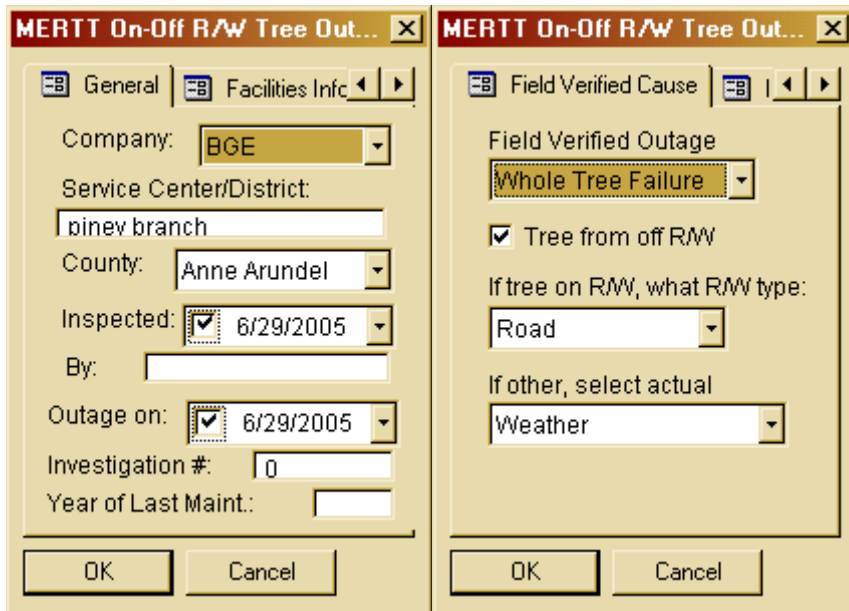 MERTT On-Off R/W Tree Out...
General
Facilities Info
Company: BGE
Service Center/District:
piney branch
County: Anne Arundel
Inspected: 6/29/2005
By:
Outage on: 6/29/2005
Investigation #: 0
Year of Last Maint.:
OK Cancel
MERTT On-Off R/W Tree Out...
Field Verified Cause
Field Verified Outage
Whole Tree Failure
Tree from off R/W
If tree on R/W, what R/W type:
Road
If other, select actual
Weather
OK Cancel